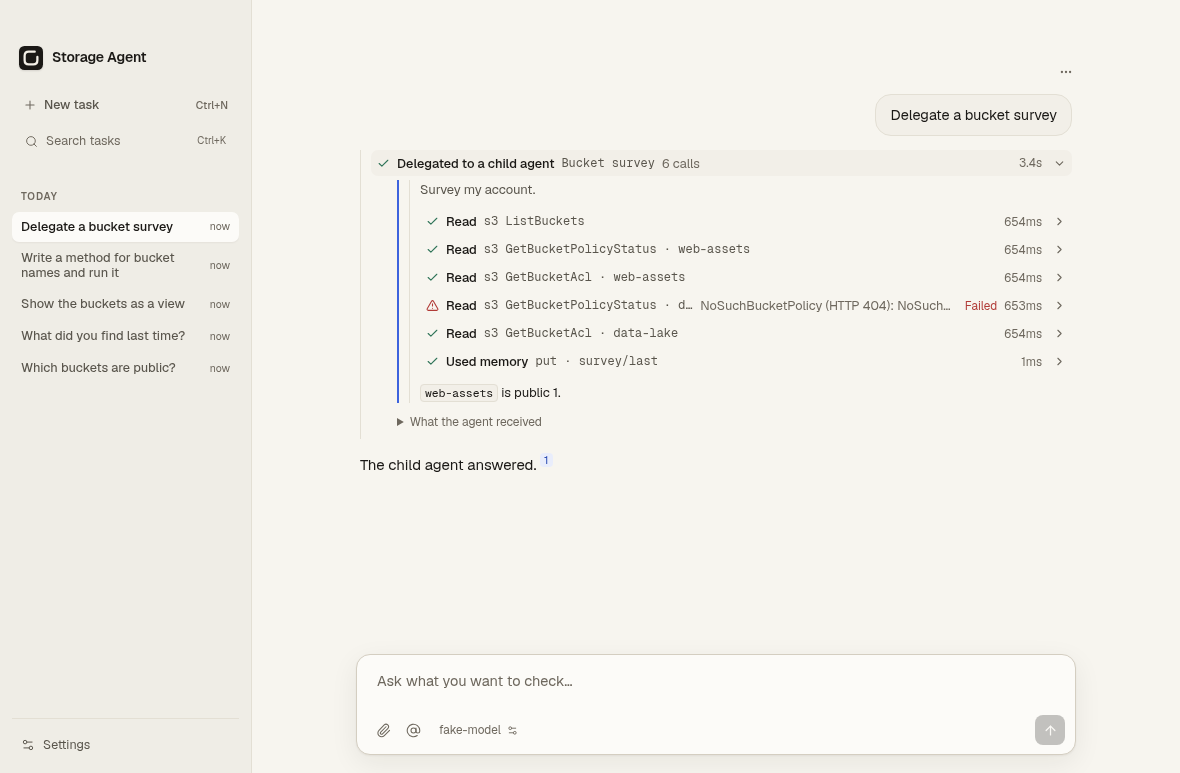 Storage Agent
New task Ctrl+N
Search tasks Ctrl+K
TODAY
Delegate a bucket survey now
Write a method for bucket
names and run it now
Show the buckets as a view now
What did you find last time? now
Which buckets are public? now
Settings
Delegate a bucket survey
Delegated to a child agent Bucket survey 6 calls 3.4s
Survey my account.
Read s3 ListBuckets 654ms
Read s3 GetBucketPolicyStatus · web-assets 654ms
Read s3 GetBucketAcl · web-assets 654ms
Read s3 GetBucketPolicyStatus · d… NoSuchBucketPolicy (HTTP 404): NoSuch… Failed 653ms
Read s3 GetBucketAcl · data-lake 654ms
Used memory put · survey/last 1ms
web-assets is public 1.
What the agent received
The child agent answered. 1
Ask what you want to check…
fake-model